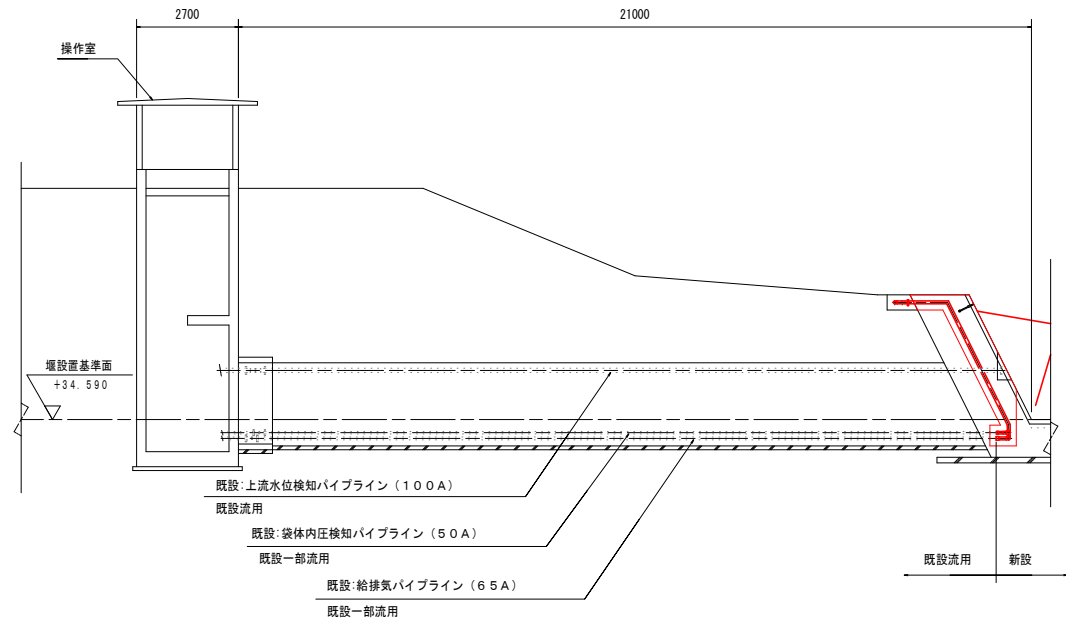 2700
21000
操作室
堰設置基準面
+34.590
既設:上流水位検知パイプライン（100A）
既設流用
既設:袋体内圧検知パイプライン（50A）
既設一部流用
既設:給排気パイプライン（65A）
既設一部流用
既設流用
新設